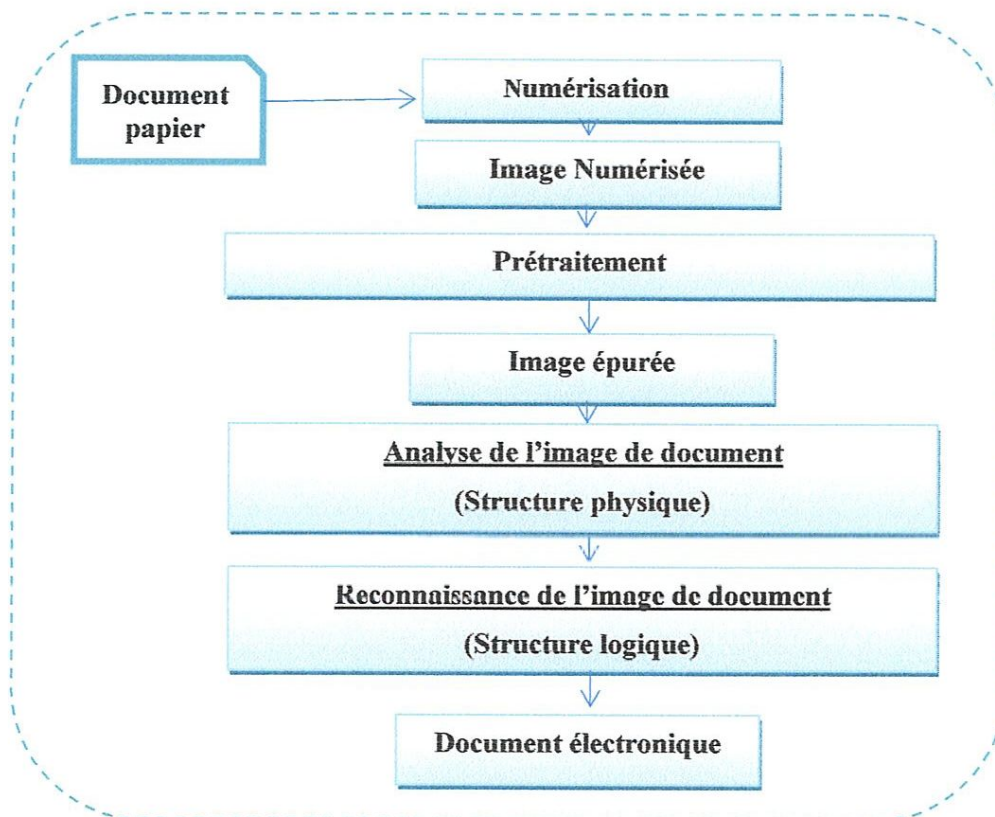 Document
papier
Numérisation
Image Numérisée
Prétraitement
Image épurée
Analyse de l'image de document
(Structure physique)
Reconnaissance de l'image de document
(Structure logique)
Document électronique